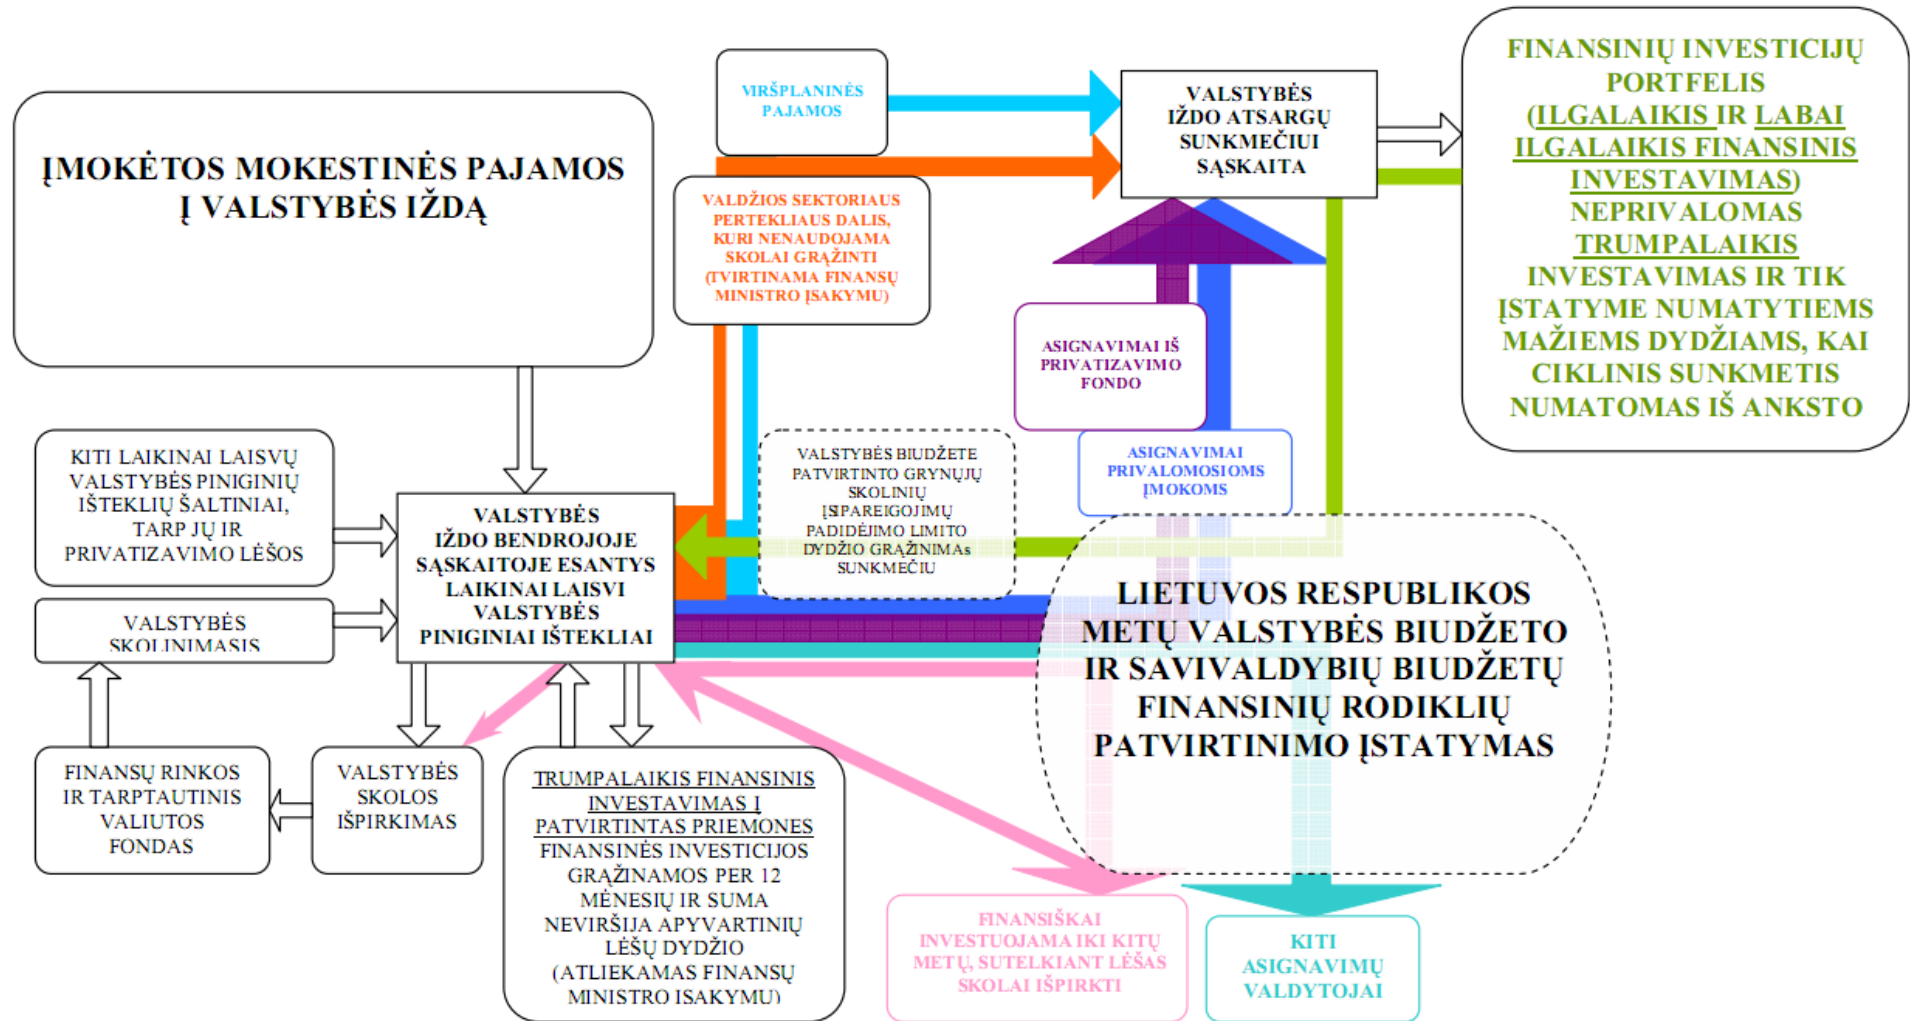 ĮMOKĖTOS MOKESTINĖS PAJAMOS
Į VALSTYBĖS IŽDĄ
VIRŠPLANINĖS
PAJAMOS
VALSTYBĖS
IŽDO ATSARGŲ
SUNKMEČIUI
SĄSKAITA
FINANSINIŲ INVESTICIJŲ
PORTFELIS
(ILGALAIKIS IR LABAI
ILGALAIKIS FINANSINIS
INVESTAVIMAS)
NEPRIVALOMAS
TRUMPALAIKIS
INVESTAVIMAS IR TIK
ĮSTATYME NUMATYTIEMS
MAŽIEMS DYDŽIAMS, KAI
CIKLINIS SUNKMETIS
NUMATOMAS IŠ ANKSTO
VALDŽIOS SEKTORIAUS
PERTEKLIAUS DALIS,
KURI NENAUDOJAMA
SKOLAI GRĄŽINTI
(TVIRTINAMA FINANSŲ
MINISTRO ĮSAKYMU)
ASIGNAVIMAI IŠ
PRIVATIZAVIMO
FONDO
ASIGNAVIMAI
PRIVALOMOSIOMS
ĮMOKOMS
KITI LAIKINAI LAISVŲ
VALSTYBĖS PINIGINIŲ
IŠTEKLIŲ ŠALTINIAI,
TARP JŲ IR
PRIVATIZAVIMO LĖŠOS
VALSTYBĖS
SKOLINIMASIS
VALSTYBĖS
IŽDO BENDROJOJE
SĄSKAITOJE ESANTYS
LAIKINAI LAISVI
VALSTYBĖS
PINIGINIAI IŠTEKLIAI
VALSTYBĖS BIUDŽETE
PATVIRTINTO GRYNŲJŲ
SKOLINIŲ
ĮSIPAREIGOJIMŲ
PADIDĖJIMO LIMITO
DYDŽIO GRĄŽINIMAs
SUNKMEČIU
LIETUVOS RESPUBLIKOS
METŲ VALSTYBĖS BIUDŽETO
IR SAVIVALDYBIŲ BIUDŽETŲ
FINANSINIŲ RODIKLIŲ
PATVIRTINIMO ĮSTATYMAS
FINANSŲ RINKOS
IR TARPTAUTINIS
VALIUTOS
FONDAS
VALSTYBĖS
SKOLOS
IŠPIRKIMAS
TRUMPALAIKIS FINANSINIS
INVESTAVIMAS Į
PATVIRTINTAS PRIEMONES
FINANSINĖS INVESTICIJOS
GRĄŽINAMOS PER 12
MĖNESIŲ IR SUMA
NEVIRŠIJA APYVARTINIŲ
LĖŠŲ DYDŽIO
(ATLIEKAMAS FINANSŲ
MINISTRO ISAKYMU)
FINANSIŠKAI
INVESTUOJAMA IKI KITŲ
METŲ, SUTELKIANT LĖŠAS
SKOLAI IŠPIRKTI
KITI
ASIGNAVIMŲ
VALDYTOJAI